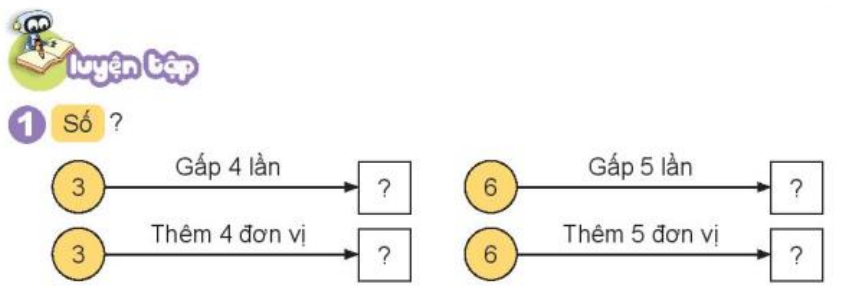 luyện tập
1 Số ?
3 Gấp 4 lần ?
6 Gấp 5 lần ?
3 Thêm 4 đơn vị ?
6 Thêm 5 đơn vị ?